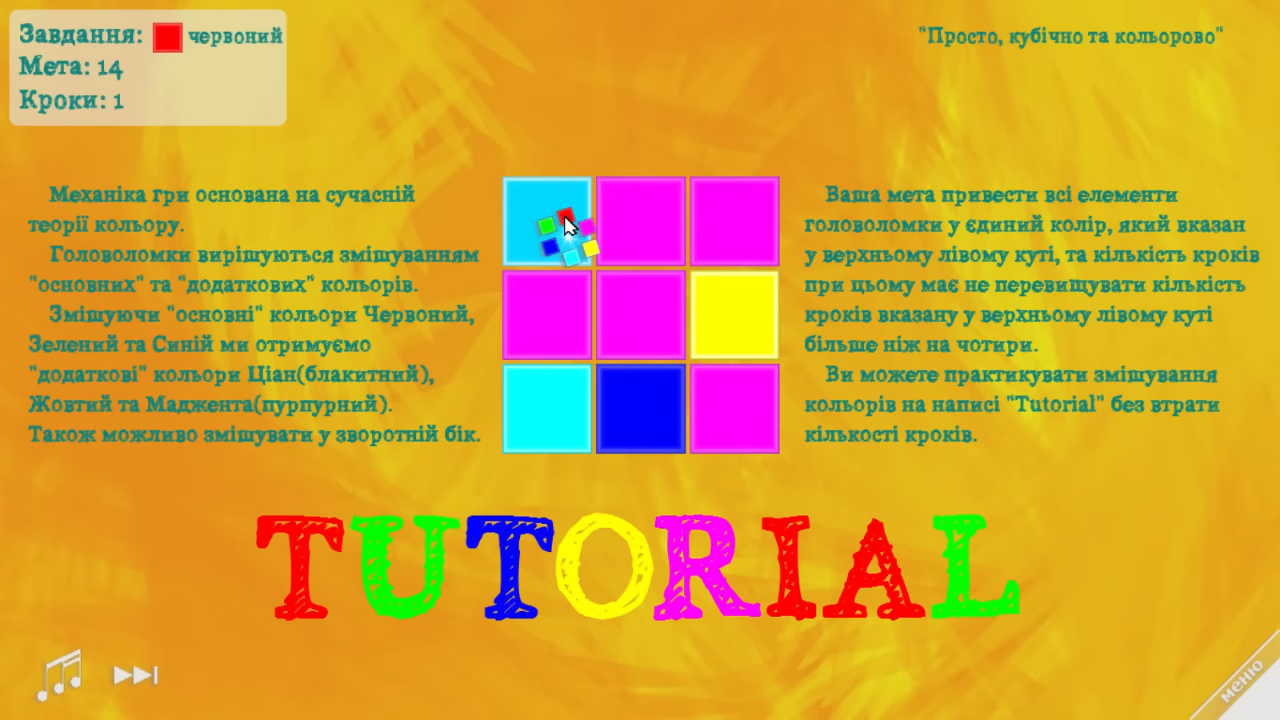 Завдання: червоний
Мета: 14
Кроки: 1
"Просто, кубічно та кольорово"
Механіка гри основана на сучасній
теорії кольору.
Головоломки вирішуються змішуванням
"основних" та "додаткових" кольорів.
Змішуючи "основні" кольори Червоний,
Зелений та Синій ми отримуємо
"додаткові" кольори Ціан(блакитний),
Жовтий та Маджента(пурпурний).
Також можливо змішувати у зворотній бік.
Ваша мета привести всі елементи
головоломки у єдиний колір, який вказан
у верхньому лівому куті, та кількість кроків
при цьому має не перевищувати кількість
кроків вказану у верхньому лівому куті
більше ніж на чотири.
Ви можете практикувати змішування
кольорів на написі "Tutorial" без втрати
кількості кроків.
TUTORIAL
меню